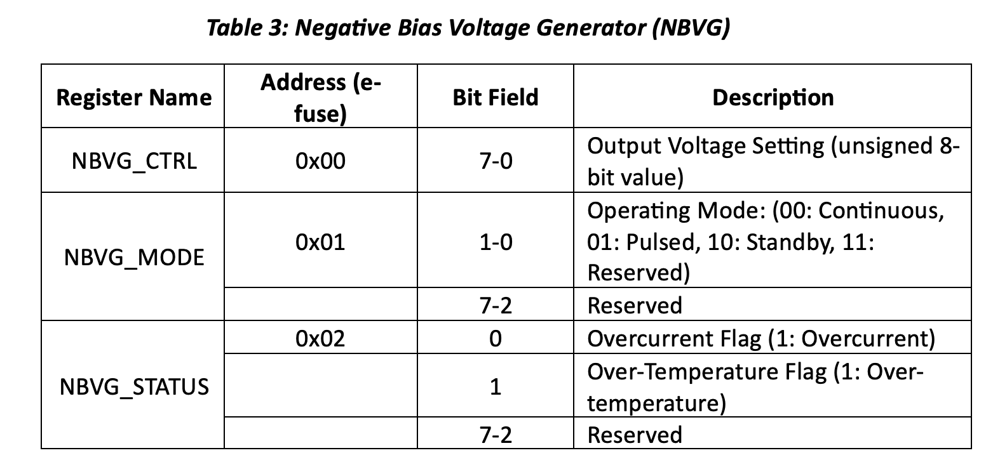 Table 3: Negative Bias Voltage Generator (NBVG)
Register Name
Address (e-
fuse)
Bit Field
Description
NBVG_CTRL
0x00
7-0
Output Voltage Setting (unsigned 8-
bit value)
NBVG_MODE
0x01
1-0
Operating Mode: (00: Continuous,
01: Pulsed, 10: Standby, 11:
Reserved)
7-2
Reserved
NBVG_STATUS
0x02
0
Overcurrent Flag (1: Overcurrent)
1
Over-Temperature Flag (1: Over-
temperature)
7-2
Reserved